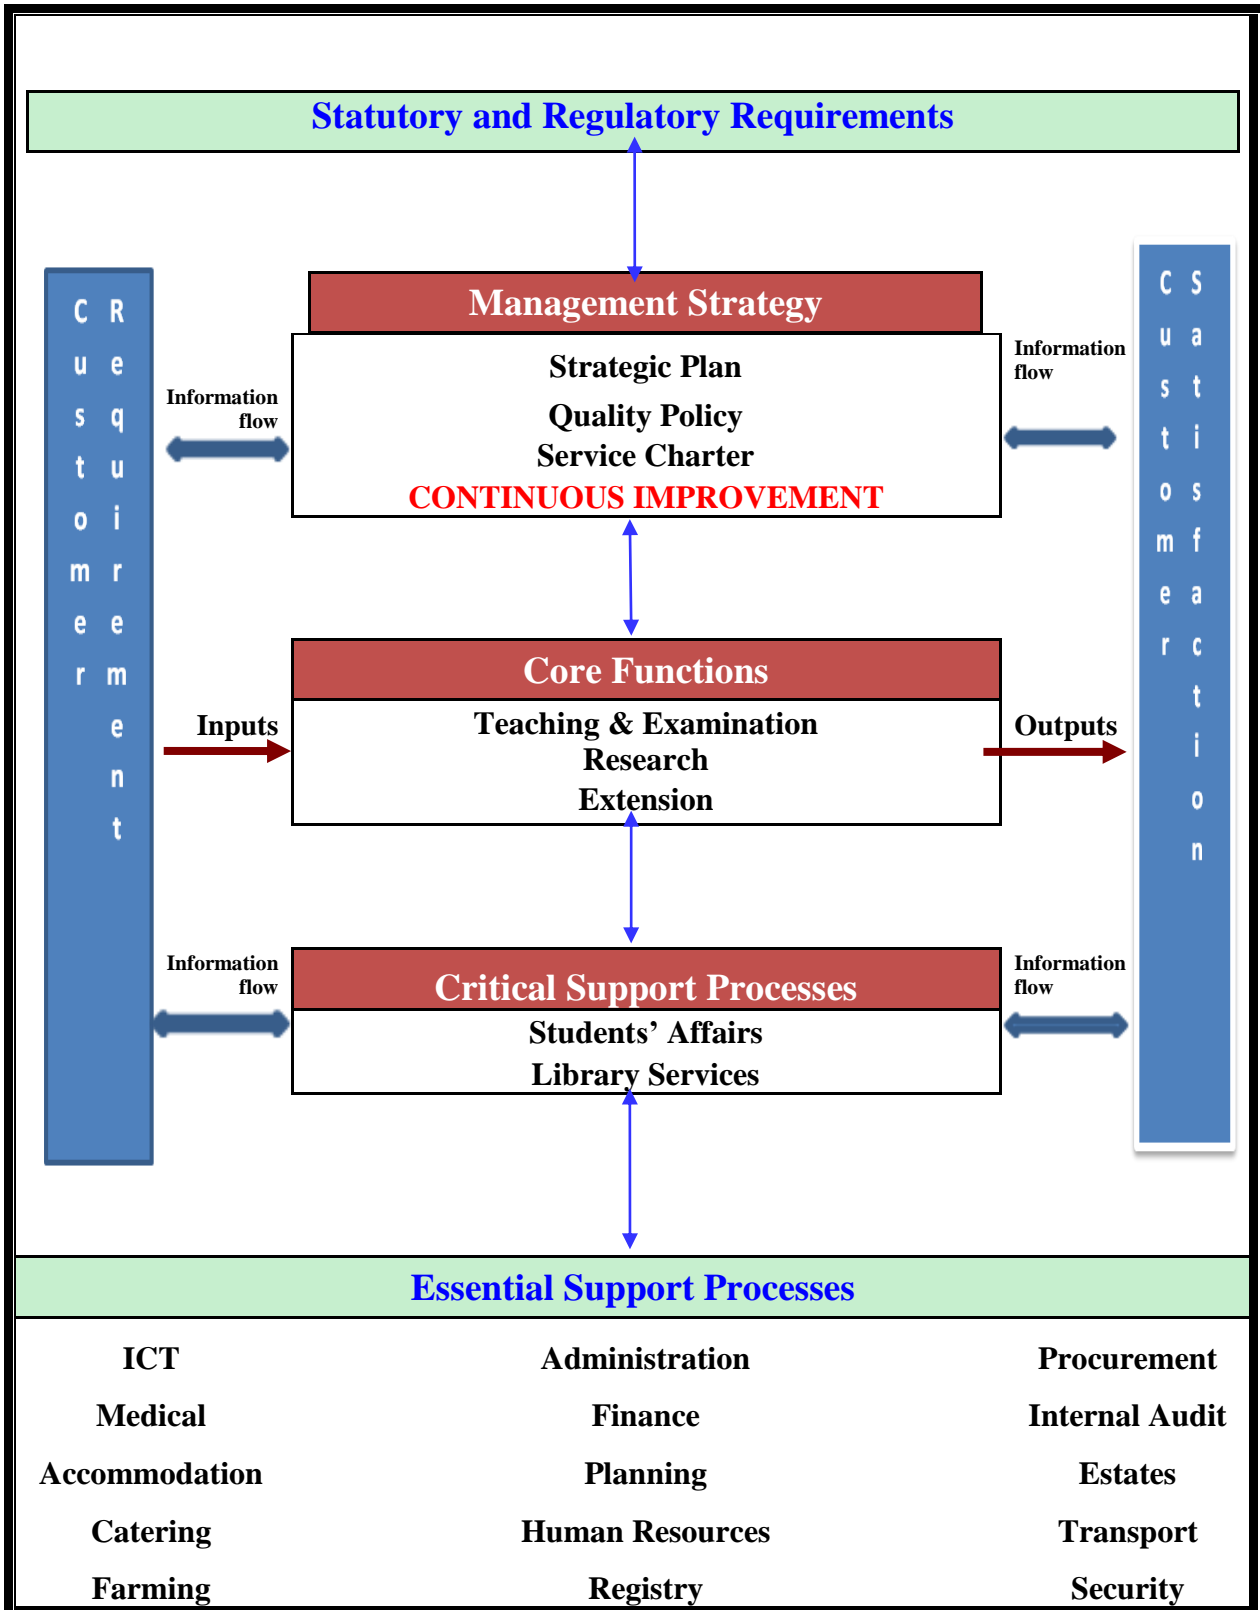 Statutory and Regulatory Requirements
Customer
Requirement
Management Strategy
Strategic Plan
Quality Policy
Service Charter
CONTINUOUS IMPROVEMENT
Information
flow
Information
flow
Customer
Satisfaction
Core Functions
Inputs
Teaching & Examination
Research
Extension
Outputs
Information
flow
Critical Support Processes
Students’ Affairs
Library Services
Information
flow
Essential Support Processes
ICT Administration Procurement
Medical Finance Internal Audit
Accommodation Planning Estates
Catering Human Resources Transport
Farming Registry Security